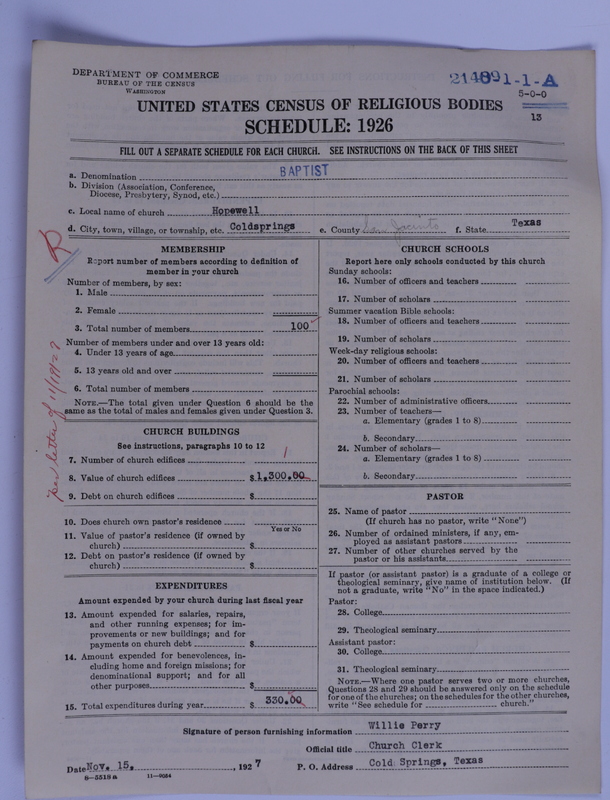 DEPARTMENT OF COMMERCE
BUREAU OF THE CENSUS
WASHINGTON
214091-1-A
5-0-0
13
UNITED STATES CENSUS OF RELIGIOUS BODIES
SCHEDULE: 1926
FILL OUT A SEPARATE SCHEDULE FOR EACH CHURCH. SEE INSTRUCTIONS ON THE BACK OF THIS SHEET
a. Denomination BAPTIST
b. Division (Association, Conference,
Diocese, Presbytery, Synod, etc.)
c. Local name of church Hopewell
d. City, town, village, or township, etc. Coldsprings e. County San Jacinto f. State Texas
R
per letter of 11/19/27
MEMBERSHIP
Report number of members according to definition of
member in your church
Number of members, by sex:
1. Male
2. Female
3. Total number of members 100
Number of members under and over 13 years old:
4. Under 13 years of age
5. 13 years old and over
6. Total number of members
NOTE.—The total given under Question 6 should be the
same as the total of males and females given under Question 3.
CHURCH BUILDINGS
See instructions, paragraphs 10 to 12
7. Number of church edifices 1
8. Value of church edifices $1,300.00
9. Debt on church edifices $
10. Does church own pastor's residence
Yes or No
11. Value of pastor's residence (if owned by
church) $
12. Debt on pastor's residence (if owned by
church) $
EXPENDITURES
Amount expended by your church during last fiscal year
13. Amount expended for salaries, repairs,
and other running expenses; for im-
provements or new buildings; and for
payments on church debt $
14. Amount expended for benevolences, in-
cluding home and foreign missions; for
denominational support; and for all
other purposes $
15. Total expenditures during year $ 330.00
CHURCH SCHOOLS
Report here only schools conducted by this church
Sunday schools:
16. Number of officers and teachers
17. Number of scholars
Summer vacation Bible schools:
18. Number of officers and teachers
19. Number of scholars
Week-day religious schools:
20. Number of officers and teachers
21. Number of scholars
Parochial schools:
22. Number of administrative officers
23. Number of teachers—
a. Elementary (grades 1 to 8)
b. Secondary
24. Number of scholars—
a. Elementary (grades 1 to 8)
b. Secondary
PASTOR
25. Name of pastor
(If church has no pastor, write "None")
26. Number of ordained ministers, if any, em-
ployed as assistant pastors
27. Number of other churches served by the
pastor or his assistants
If pastor (or assistant pastor) is a graduate of a college or
theological seminary, give name of institution below. (If
not a graduate, write "No" in the space indicated.)
Pastor:
28. College
29. Theological seminary
Assistant pastor:
30. College
31. Theological seminary
NOTE.—Where one pastor serves two or more churches,
Questions 28 and 29 should be answered only on the schedule
for one of the churches; on the schedules for the other churches,
write "See schedule for church."
Signature of person furnishing information Willie Perry
Official title Church Clerk
Date Nov. 15, 1927 P. O. Address Cold Springs, Texas
8-5518 a 11-9264